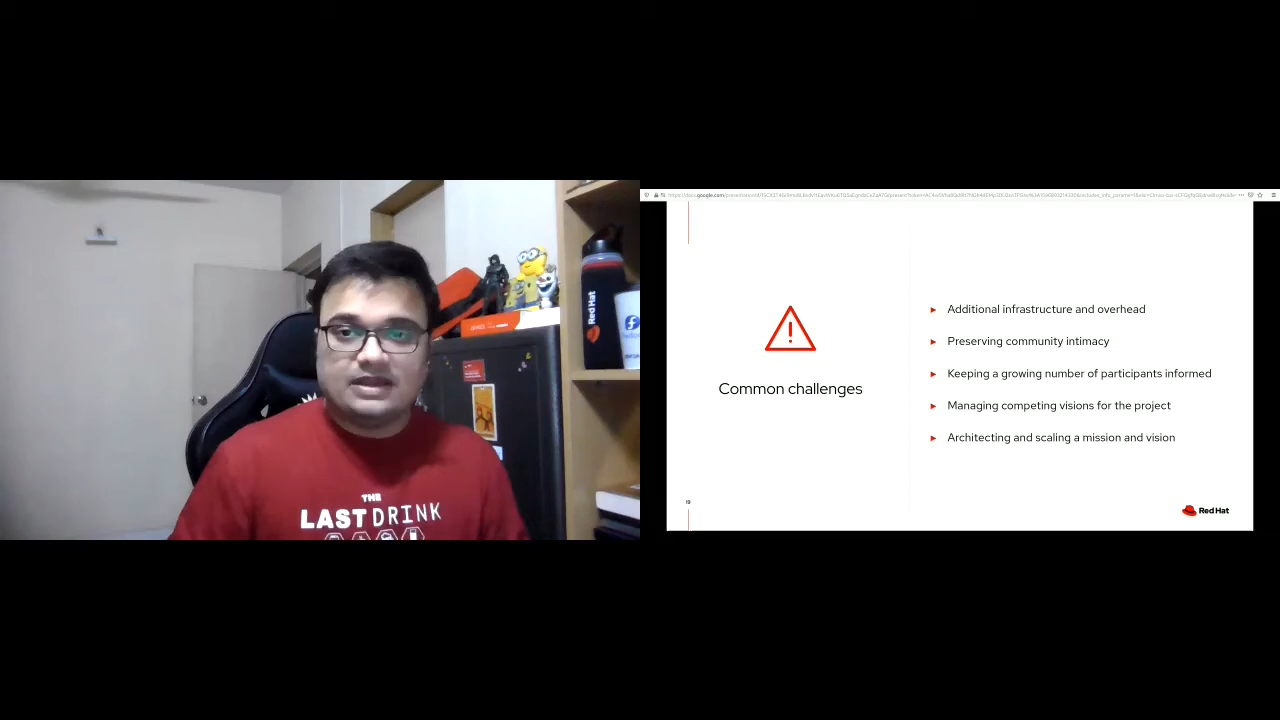 Red Hat
THE
LAST DRINK
Common challenges
► Additional infrastructure and overhead
► Preserving community intimacy
► Keeping a growing number of participants informed
► Managing competing visions for the project
► Architecting and scaling a mission and vision
19
Red Hat